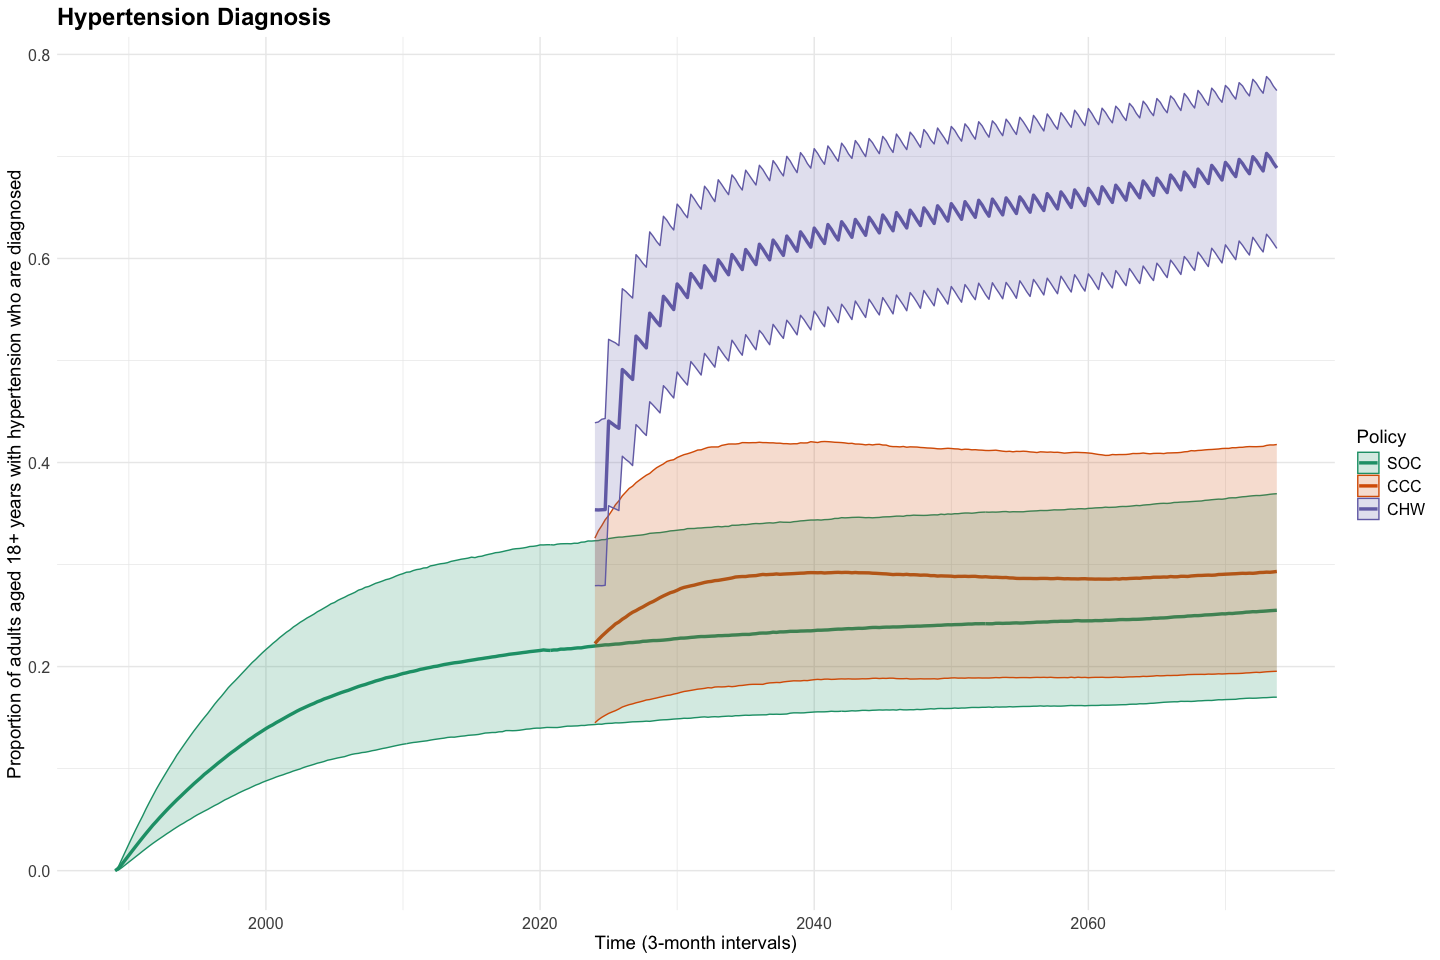 Hypertension Diagnosis
Proportion of adults aged 18+ years with hypertension who are diagnosed
0.8
0.6
0.4
0.2
0.0
2000
2020
2040
2060
Time (3-month intervals)
Policy
SOC
CCC
CHW